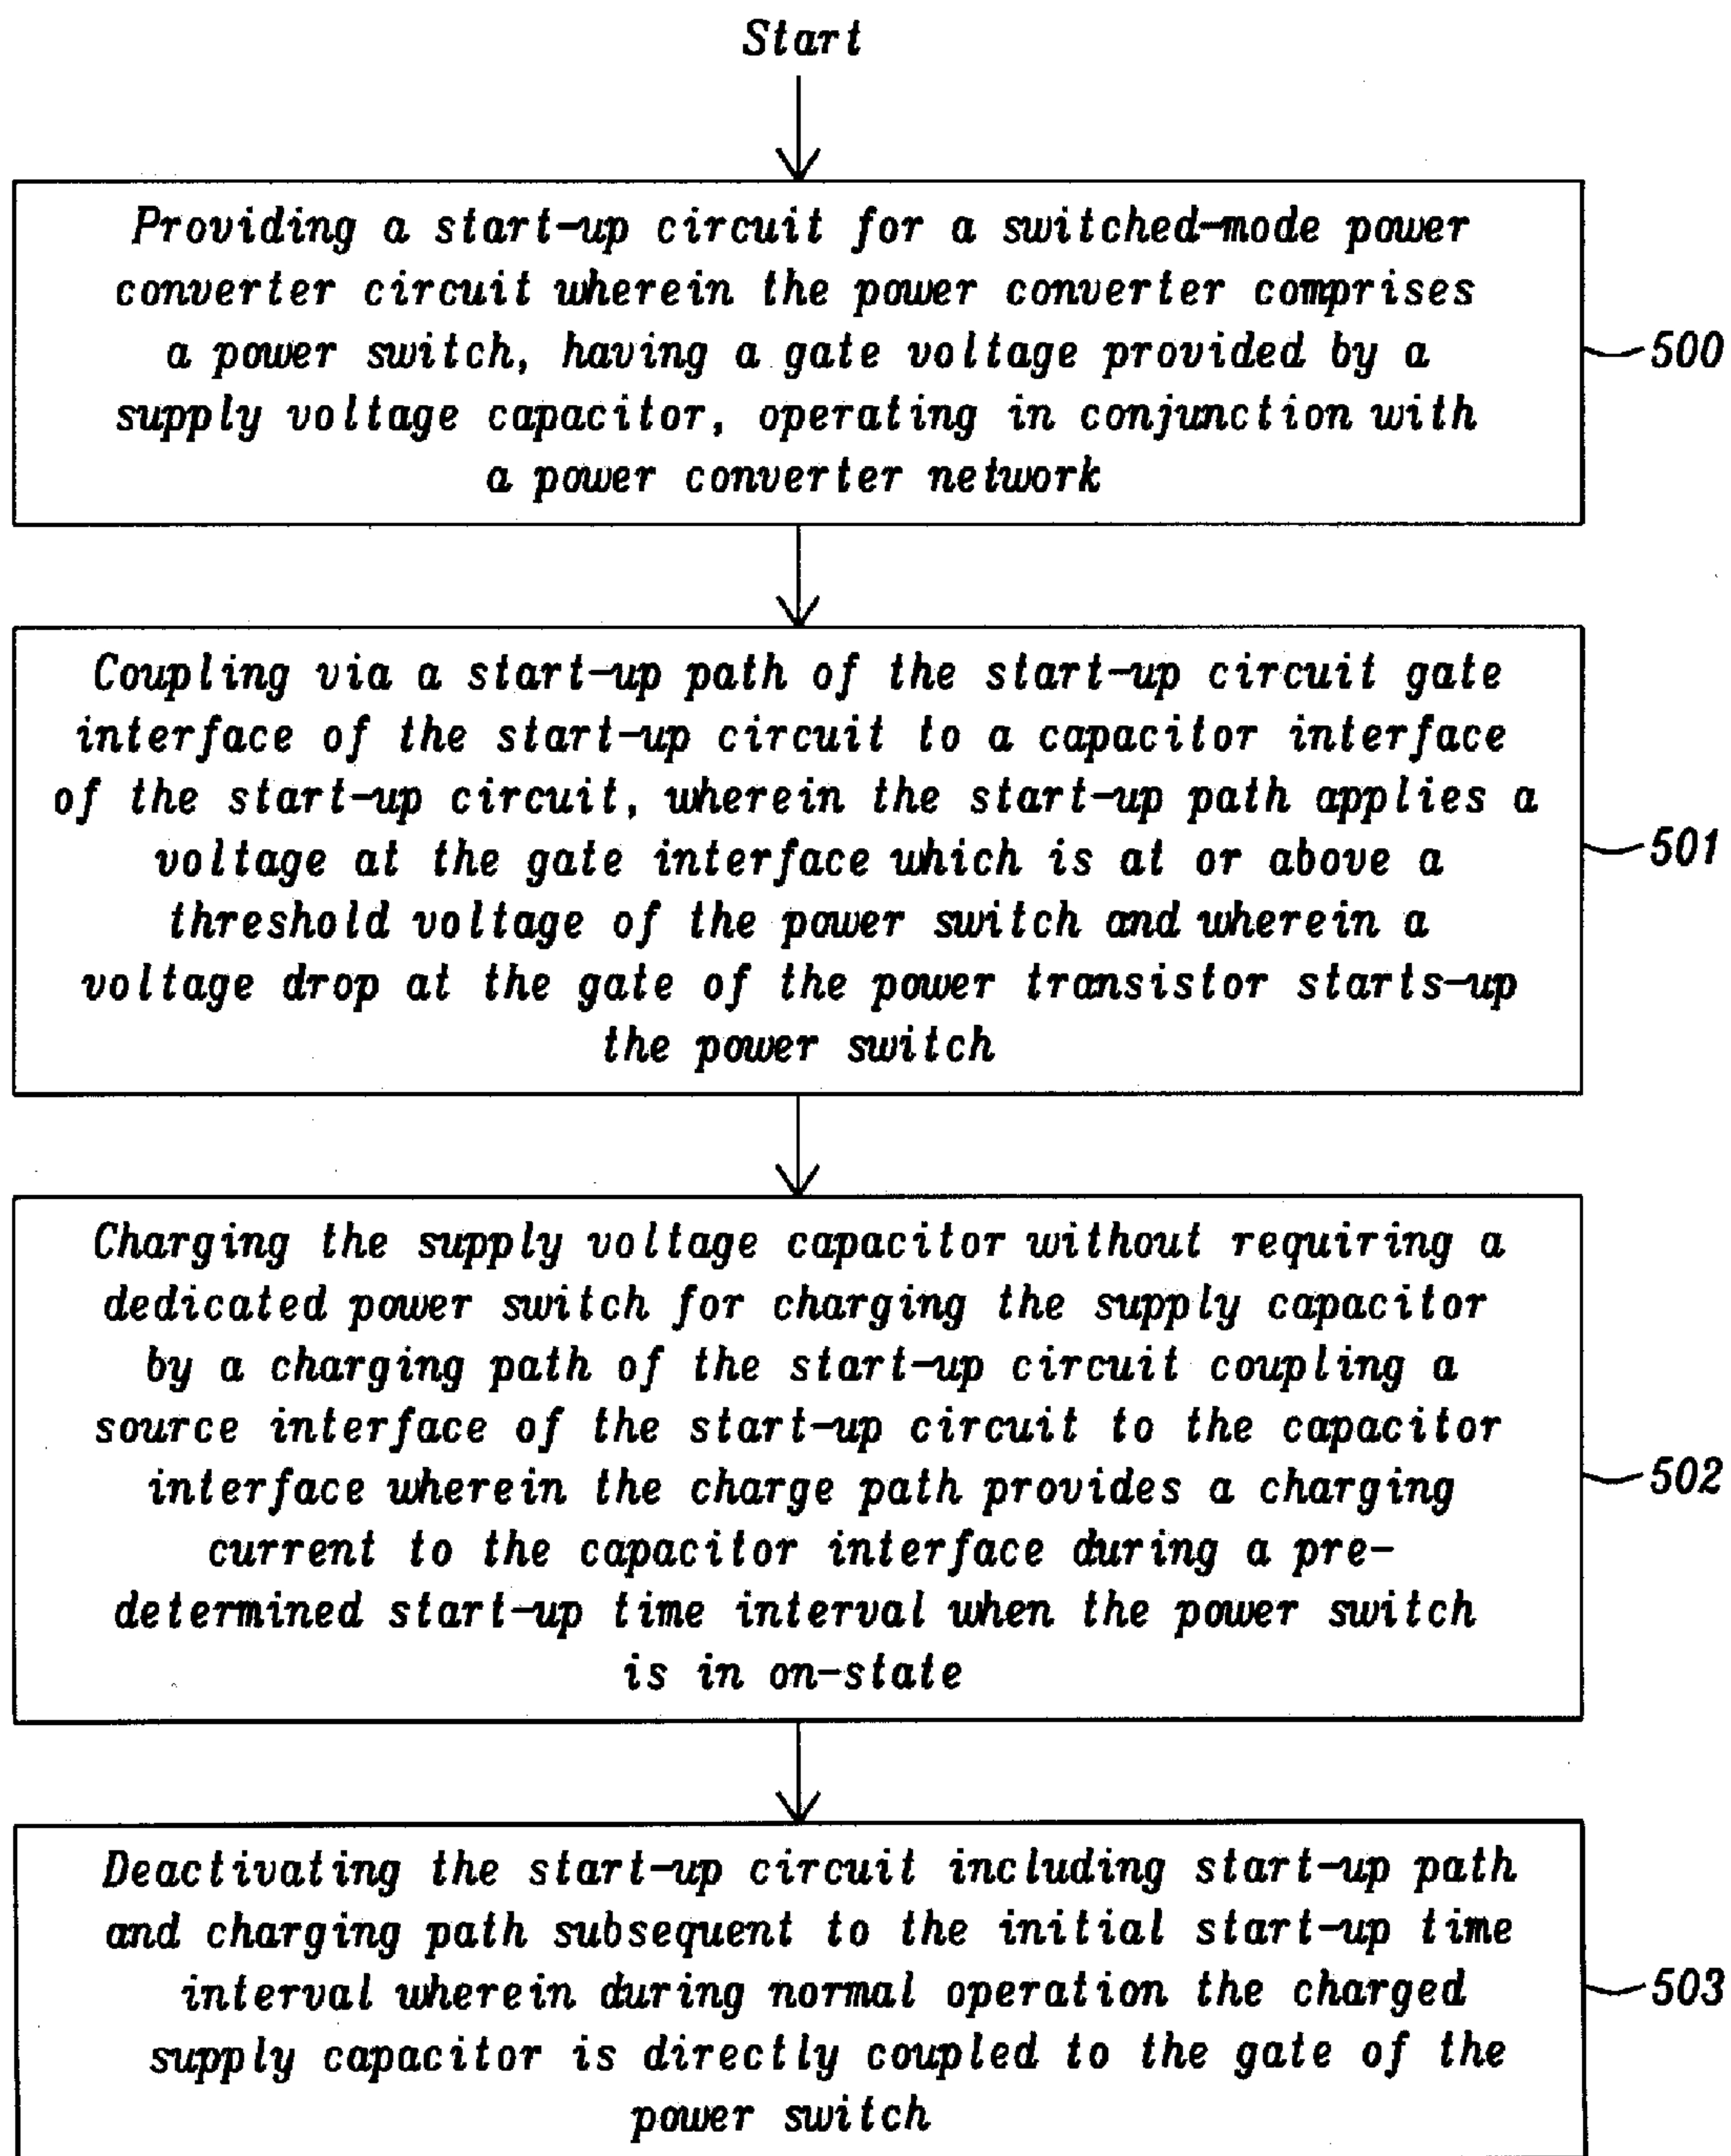 Start
Providing a start-up circuit for a switched-mode power
converter circuit wherein the power converter comprises
a power switch, having a gate voltage provided by a
supply voltage capacitor, operating in conjunction with
a power converter network
500
Coupling via a start-up path of the start-up circuit gate
interface of the start-up circuit to a capacitor interface
of the start-up circuit, wherein the start-up path applies a
voltage at the gate interface which is at or above a
threshold voltage of the power switch and wherein a
voltage drop at the gate of the power transistor starts-up
the power switch
501
Charging the supply voltage capacitor without requiring a
dedicated power switch for charging the supply capacitor
by a charging path of the start-up circuit coupling a
source interface of the start-up circuit to the capacitor
interface wherein the charge path provides a charging
current to the capacitor interface during a pre-
determined start-up time interval when the power switch
is in on-state
502
Deactivating the start-up circuit including start-up path
and charging path subsequent to the initial start-up time
interval wherein during normal operation the charged
supply capacitor is directly coupled to the gate of the
power switch
503